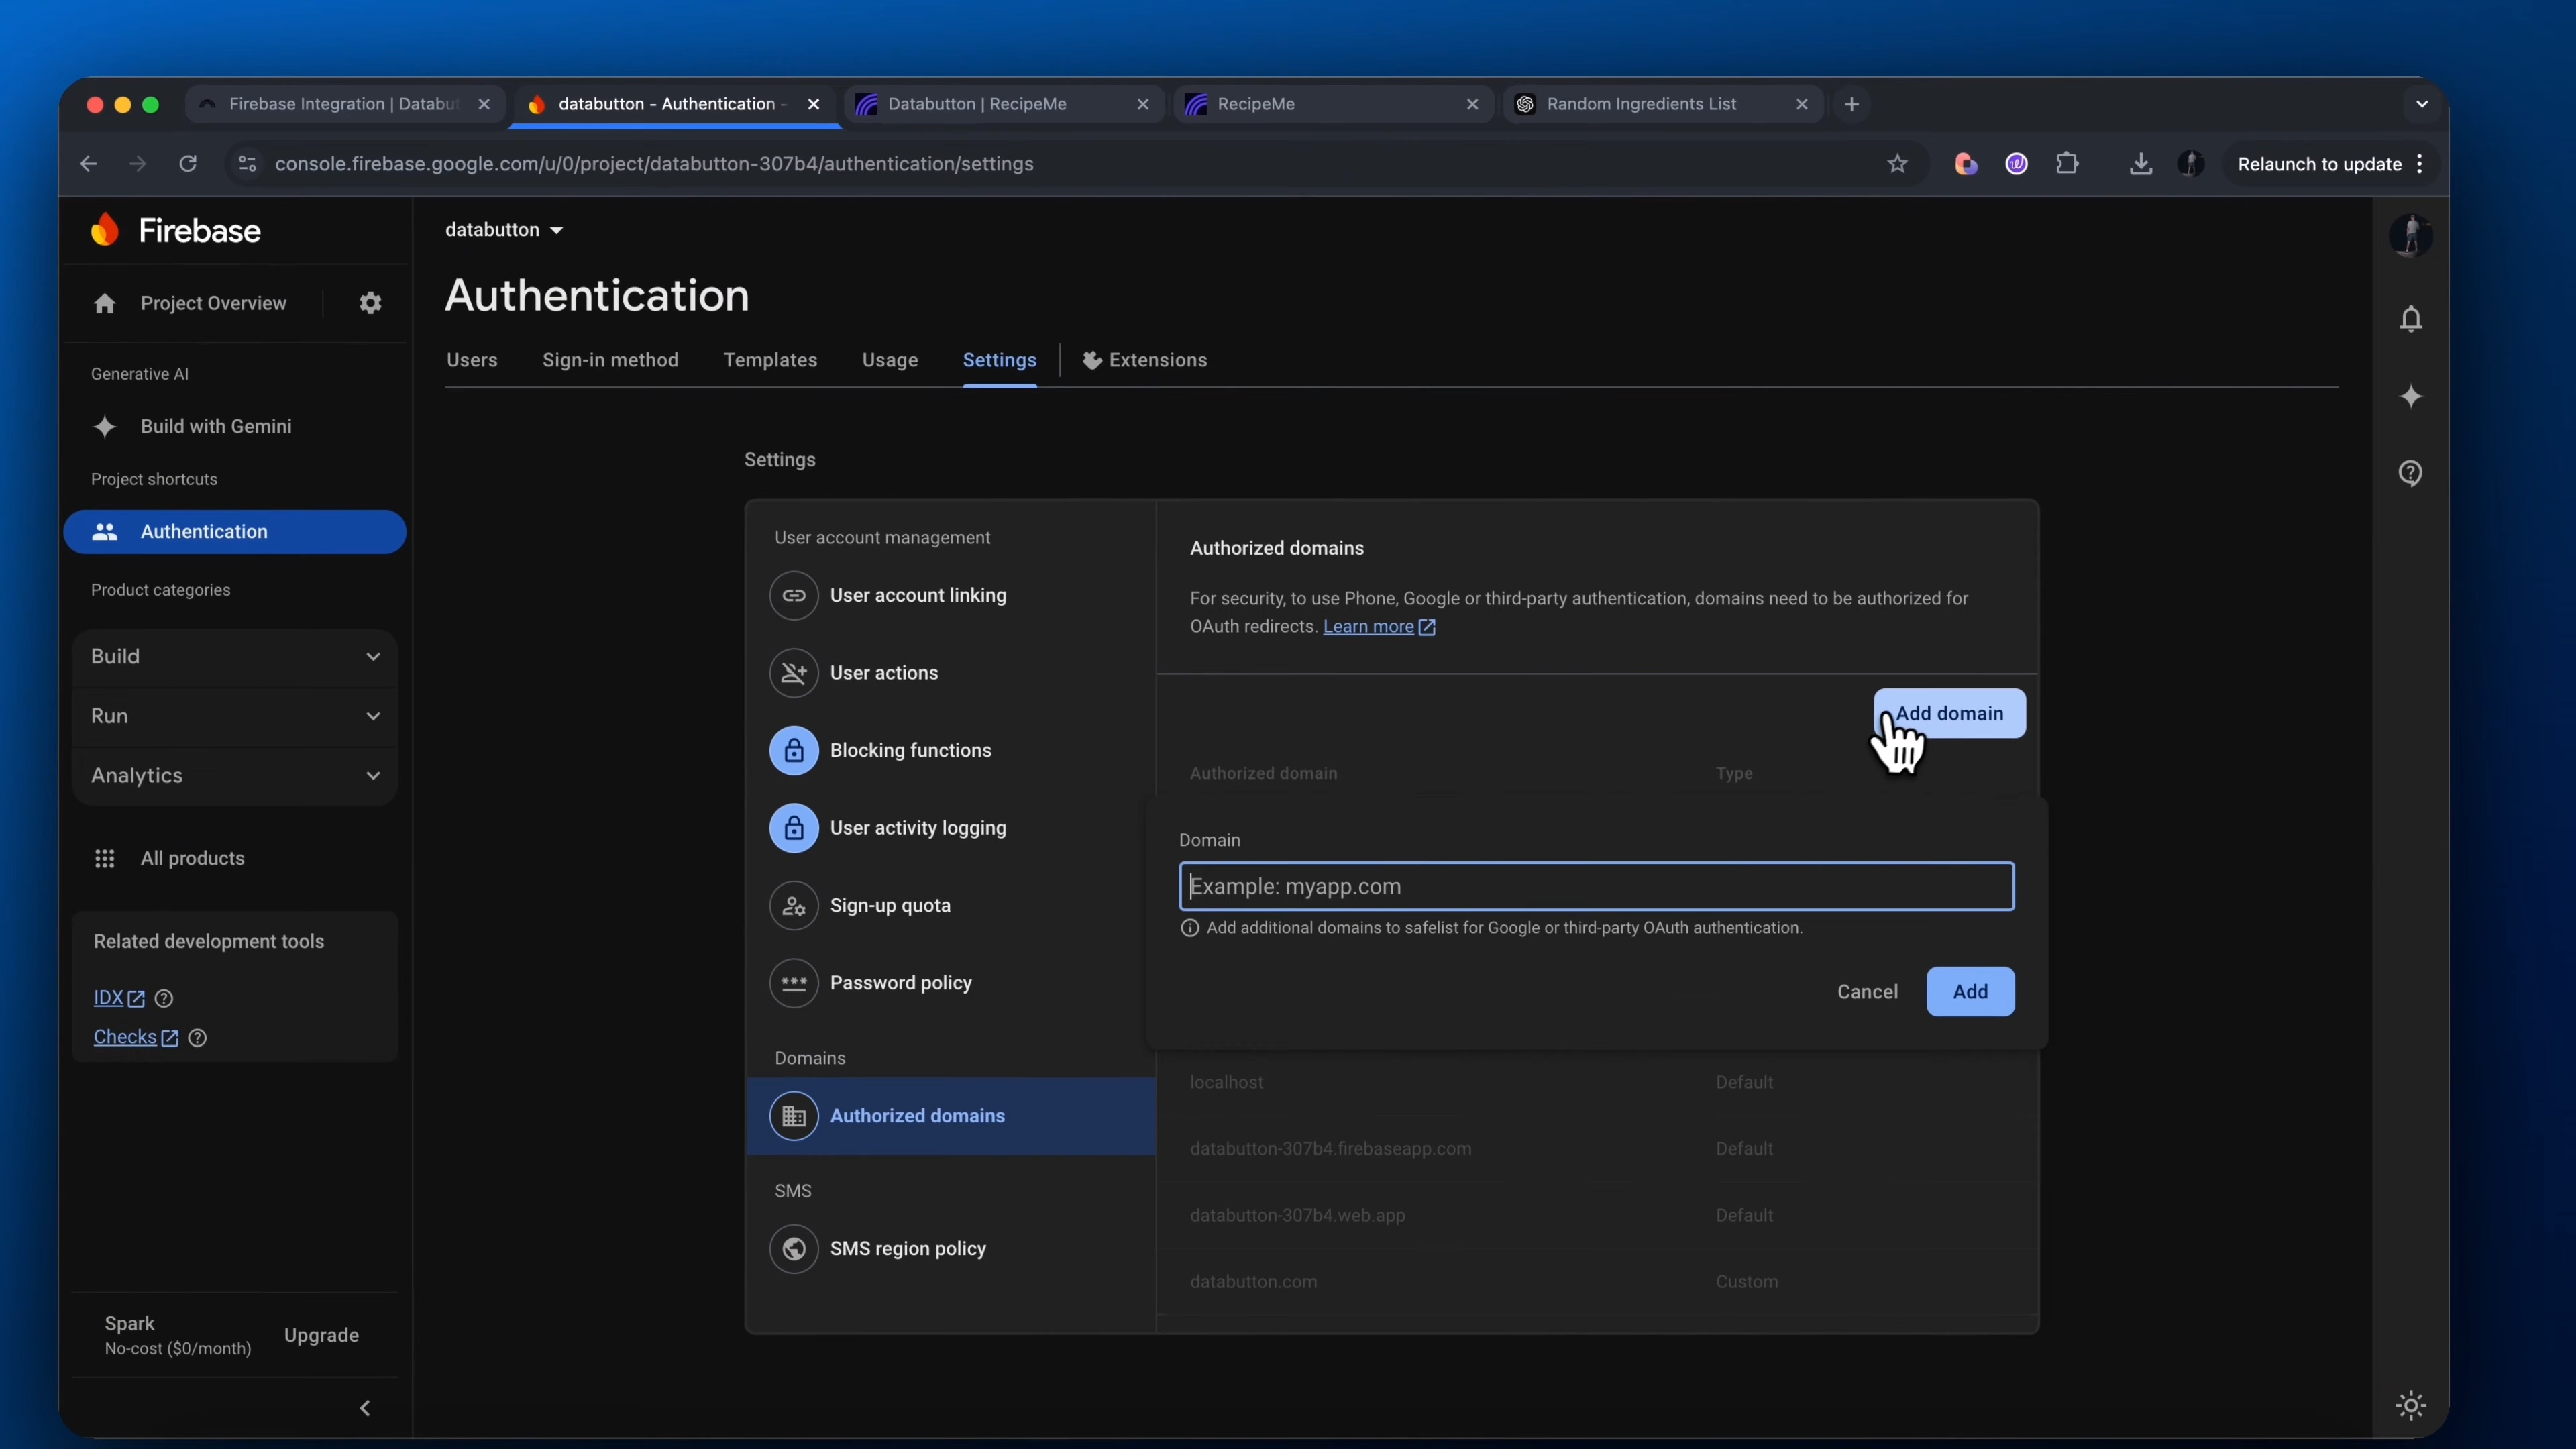 Firebase Integration | Databut
databutton - Authentication -
Databutton | RecipeMe
RecipeMe
Random Ingredients List
console.firebase.google.com/u/0/project/databutton-307b4/authentication/settings
Relaunch to update
Firebase
databutton
Project Overview
Authentication
Users
Sign-in method
Templates
Usage
Settings
Extensions
Generative AI
Build with Gemini
Project shortcuts
Authentication
Product categories
Build
Run
Analytics
All products
Related development tools
IDX
Checks
Spark
No-cost ($0/month)
Upgrade
Settings
User account management
User account linking
User actions
Blocking functions
User activity logging
Sign-up quota
Password policy
Domains
Authorized domains
SMS
SMS region policy
Authorized domains
For security, to use Phone, Google or third-party authentication, domains need to be authorized for
OAuth redirects. Learn more
Add domain
Authorized domain
Type
Domain
Example: myapp.com
Add additional domains to safelist for Google or third-party OAuth authentication.
Cancel
Add
localhost
Default
databutton-307b4.firebaseapp.com
Default
databutton-307b4.web.app
Default
databutton.com
Custom